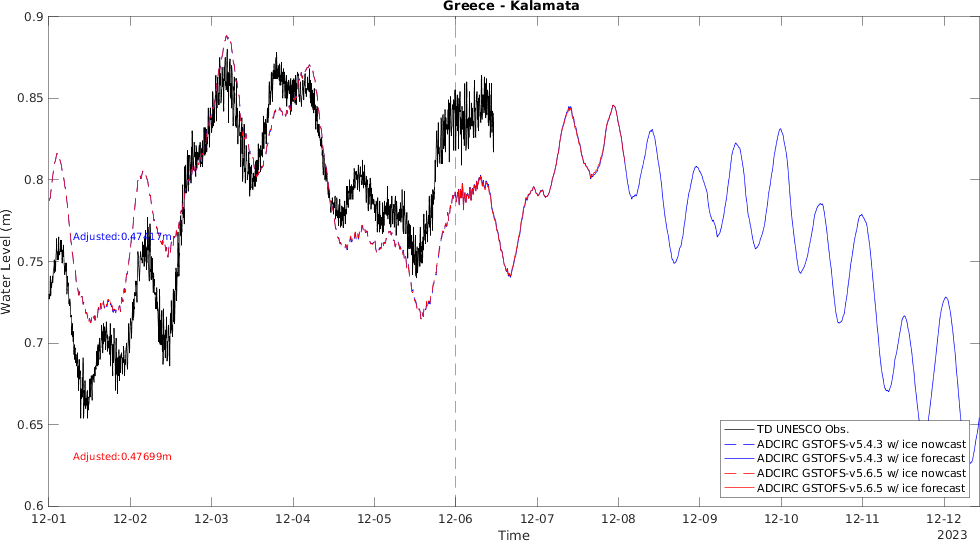 Greece - Kalamata
Water Level (m)
0.9
0.85
0.8
0.75
0.7
0.65
0.6
Adjusted:0.47699m
TD UNESCO Obs.
ADCIRC GSTOFS-v5.4.3 w/ ice nowcast
ADCIRC GSTOFS-v5.4.3 w/ ice forecast
ADCIRC GSTOFS-v5.6.5 w/ ice nowcast
ADCIRC GSTOFS-v5.6.5 w/ ice forecast
12-01 12-02 12-03 12-04 12-05 12-06 12-07 12-08 12-09 12-10 12-11 12-12
Time
2023